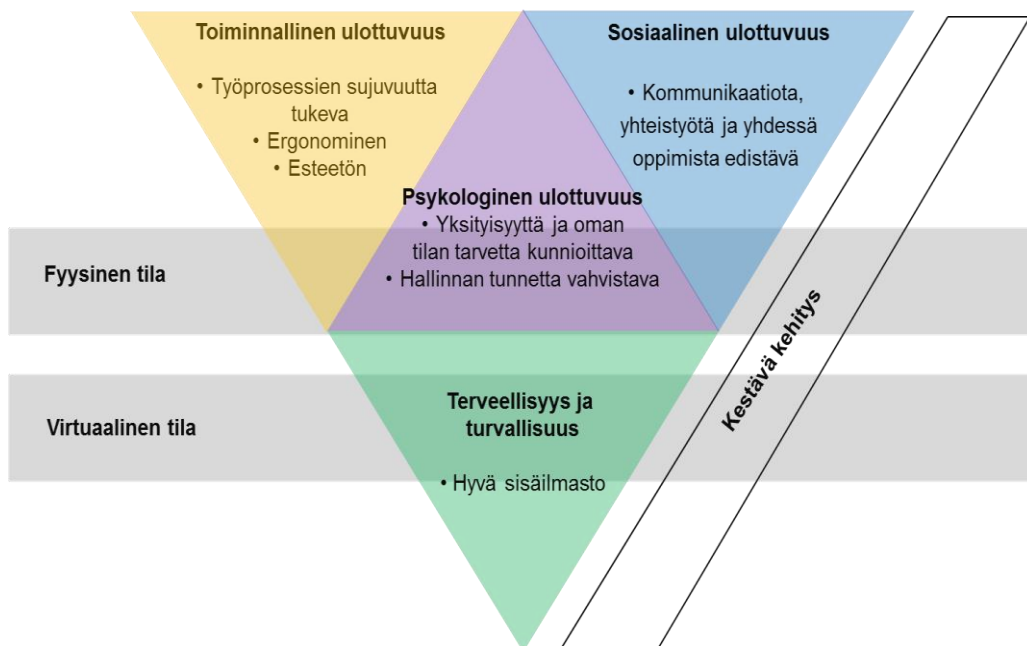 Toiminnallinen ulottuvuus
• Työprosessien sujuvuutta
tukeva
• Ergonominen
• Esteetön
Sosiaalinen ulottuvuus
• Kommunikaatiota,
yhteistyötä ja yhdessä
oppimista edistävä
Psykologinen ulottuvuus
• Yksityisyyttä ja oman
tilan tarvetta kunnioittava
• Hallinnan tunnetta vahvistava
Fyysinen tila
Kestävä kehitys
Virtuaalinen tila
Terveellisyys ja
turvallisuus
• Hyvä sisäilmasto